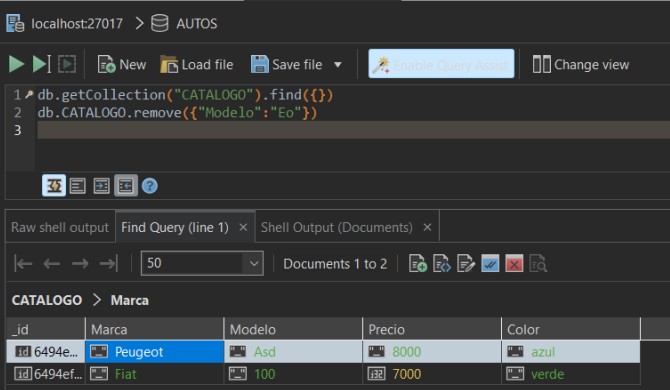 localhost:27017 > AUTOS
New Load file Save file Enable Query Assist Change view
1 db.getCollection("CATALOGO").find({})
2 db.CATALOGO.remove({"Modelo":"Eo"})
3
Raw shell output Find Query (line 1) × Shell Output (Documents) ×
50 Documents 1 to 2
CATALOGO > Marca
_id Marca Modelo Precio Color
id 6494e... "_" Peugeot "_" Asd "_" 8000 "_" azul
id 6494ef... "_" Fiat "_" 100 i32 7000 "_" verde